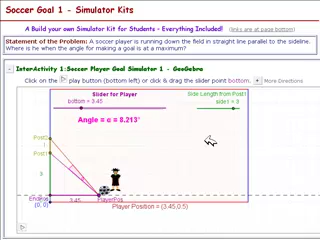 Soccer Goal 1 - Simulator Kits
A Build your own Simulator Kit for Students - Everything Included! (links are at page bottom)
Statement of the Problem: A soccer player is running down the field in straight line parallel to the sideline. Where is he when the angle for making a goal is at a maximum?
InterActivity 1:Soccer Player Goal Simulator 1 - GeoGebra
Click on the play button (bottom left) or click & drag the slider point bottom. More Directions
Slider for Player
bottom = 3.45
Side Length from Post1
Angle = α = 8.213°
Post2
1
Post1
3
Endline
(0, 0)
3.45
PlayerPos
Player Position = (3.45,0.5)